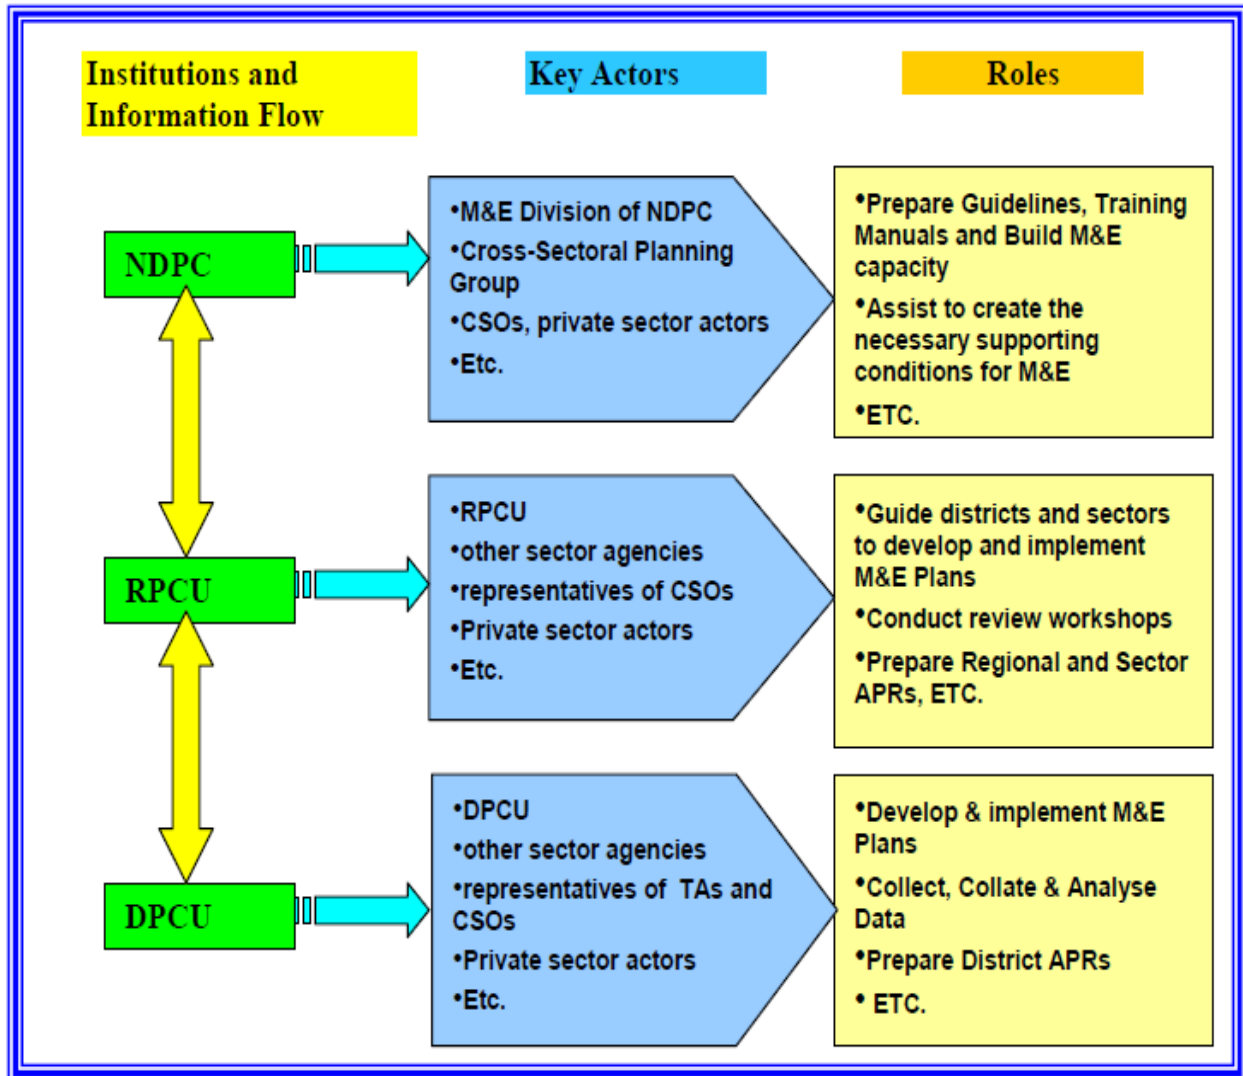 Institutions and
Information Flow
Key Actors
Roles
NDPC
•M&E Division of NDPC
•Cross-Sectoral Planning
Group
•CSOs, private sector actors
•Etc.
•Prepare Guidelines, Training
Manuals and Build M&E
capacity
•Assist to create the
necessary supporting
conditions for M&E
•ETC.
RPCU
•RPCU
•other sector agencies
•representatives of CSOs
•Private sector actors
•Etc.
•Guide districts and sectors
to develop and implement
M&E Plans
•Conduct review workshops
•Prepare Regional and Sector
APRs, ETC.
DPCU
•DPCU
•other sector agencies
•representatives of TAs and
CSOs
•Private sector actors
•Etc.
•Develop & implement M&E
Plans
•Collect, Collate & Analyse
Data
•Prepare District APRs
• ETC.